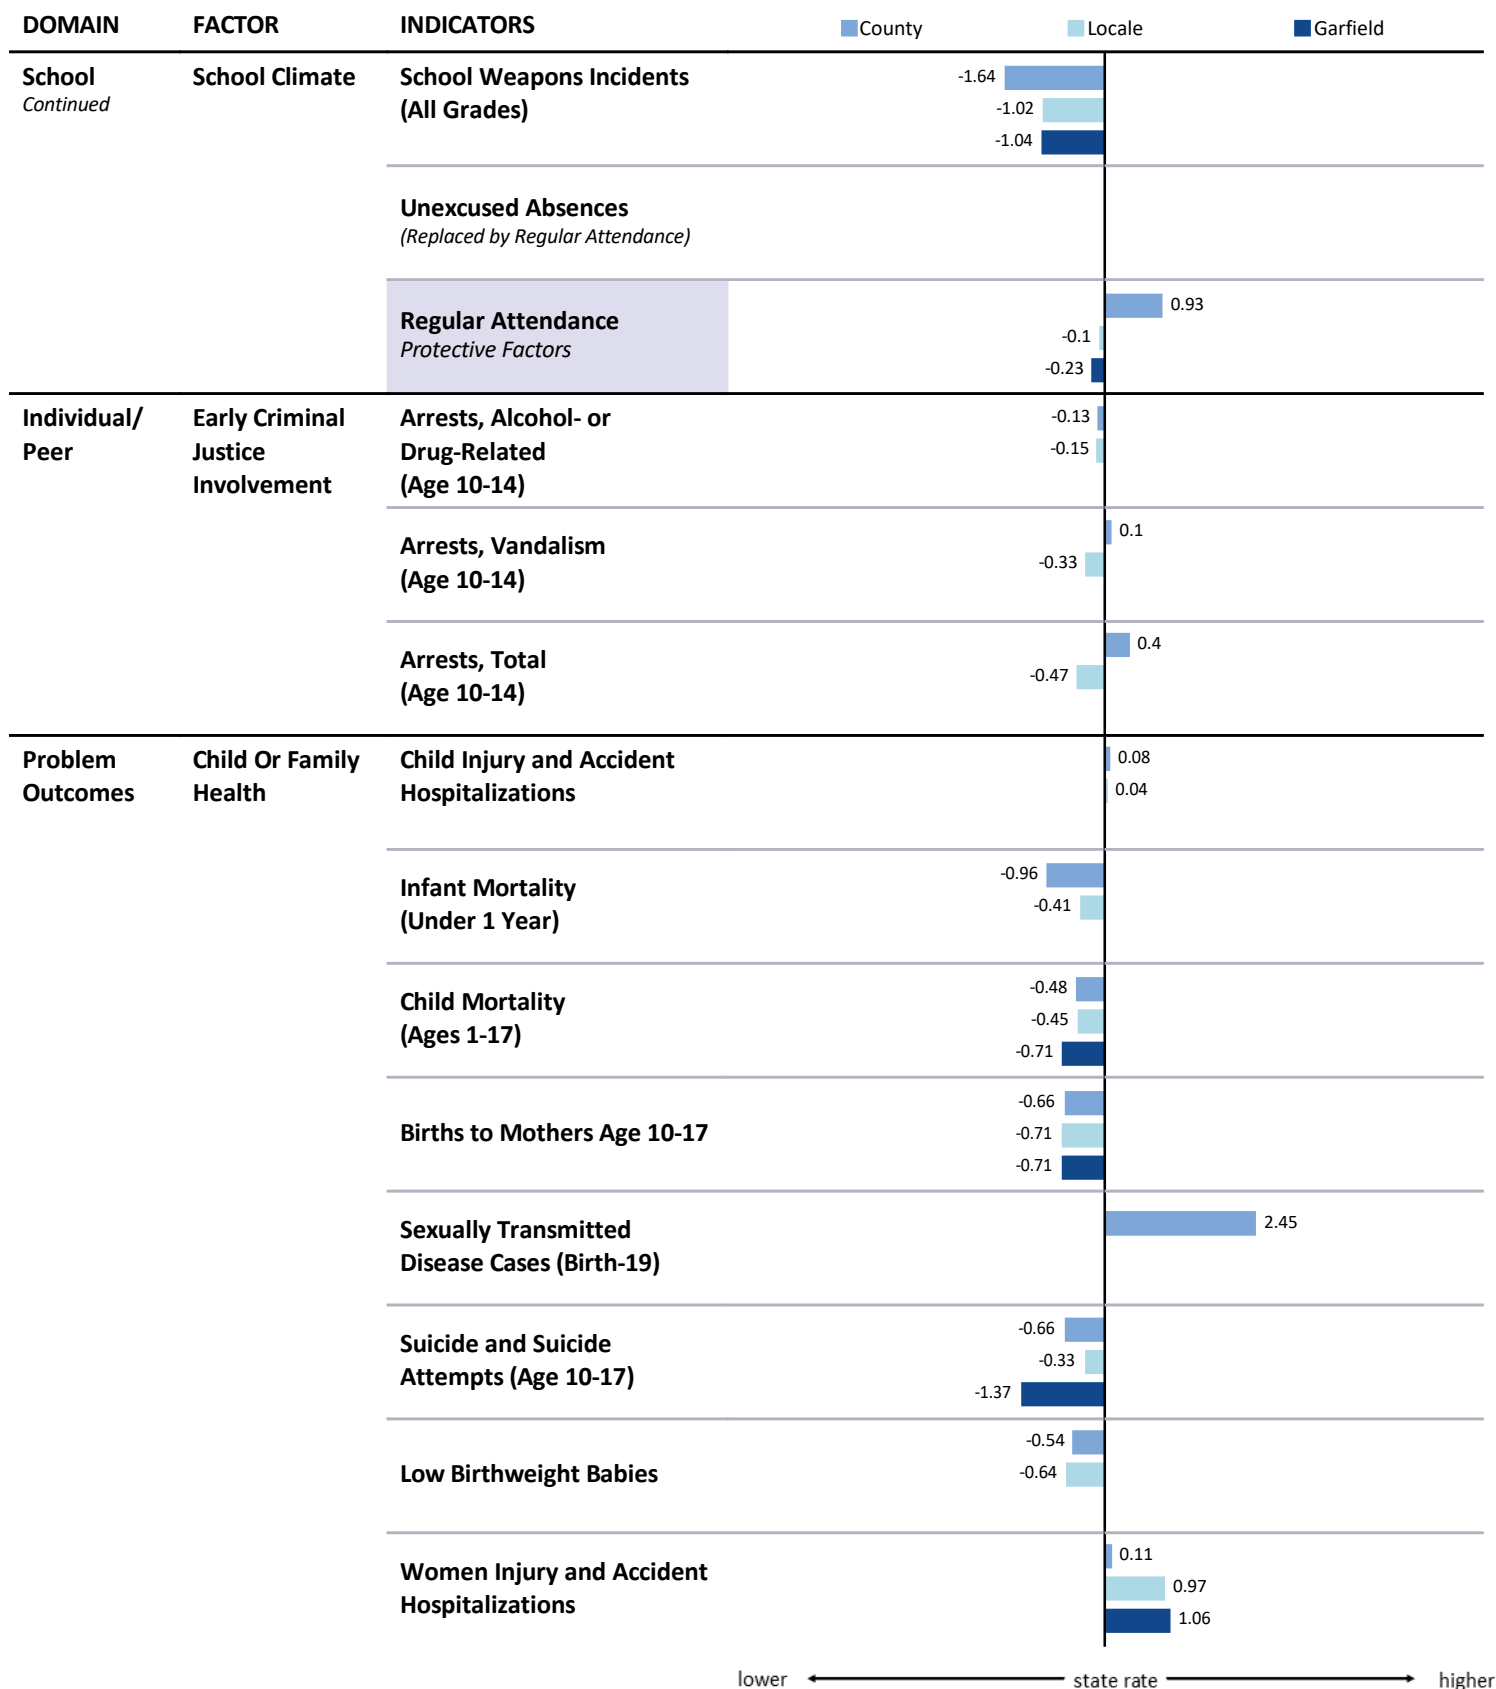 DOMAIN FACTOR INDICATORS County Locale Garfield
School School Climate School Weapons Incidents
Continued (All Grades)
-1.64
-1.02
-1.04
Unexcused Absences
(Replaced by Regular Attendance)
Regular Attendance
Protective Factors
0.93
-0.1
-0.23
Individual/ Early Criminal Arrests, Alcohol- or
Peer Justice Drug-Related
Involvement (Age 10-14)
-0.13
-0.15
Arrests, Vandalism
(Age 10-14)
0.1
-0.33
Arrests, Total
(Age 10-14)
0.4
-0.47
Problem Child Or Family Child Injury and Accident
Outcomes Health Hospitalizations
0.08
0.04
Infant Mortality
(Under 1 Year)
-0.96
-0.41
Child Mortality
(Ages 1-17)
-0.48
-0.45
-0.71
Births to Mothers Age 10-17
-0.66
-0.71
-0.71
Sexually Transmitted
Disease Cases (Birth-19)
2.45
Suicide and Suicide
Attempts (Age 10-17)
-0.66
-0.33
-1.37
Low Birthweight Babies
-0.54
-0.64
Women Injury and Accident
Hospitalizations
0.11
0.97
1.06
lower state rate higher